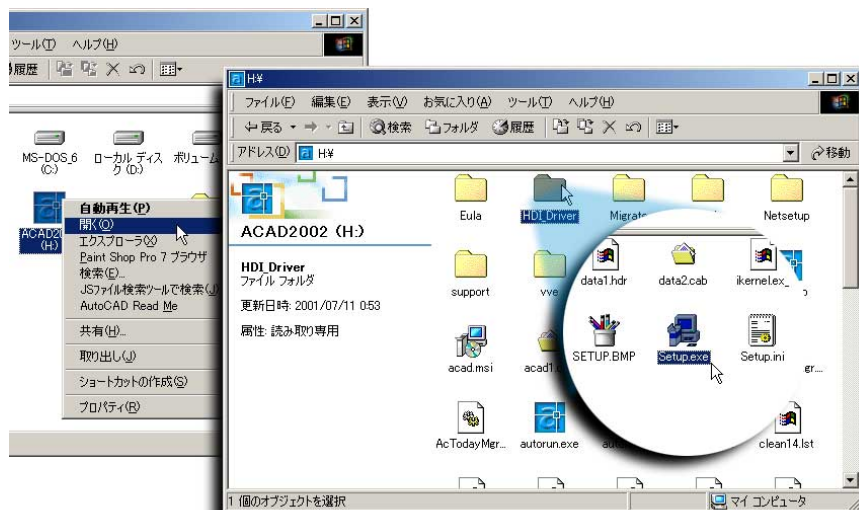 ツール(T) ヘルプ(H)
履歴
MS-DOS_6
(C:)
ローカル ディス
ク (D:)
ボリューム
ACAD2
(H:)
自動再生(P)
開く(O)
エクスプローラ(X)
Paint Shop Pro 7 ブラウザ
検索(E)...
JSファイル検索ツールで検索(J)
AutoCAD Read Me
共有(H)...
取り出し(J)
ショートカットの作成(S)
プロパティ(R)
H:¥
ファイル(F) 編集(E) 表示(V) お気に入り(A) ツール(T) ヘルプ(H)
戻る 検索 フォルダ 履歴
アドレス(D) H:¥ 移動
ACAD2002 (H:)
HDI_Driver
ファイル フォルダ
更新日時: 2001/07/11 0:53
属性: 読み取り専用
Eula HDI_Driver Migrat Netsetup
support vve
acad.msi acad1
AcTodayMgr... autorun.exe clean14.lst
data1.hdr data2.cab ikernel.ex_
SETUP.BMP Setup.exe Setup.ini
gr...
1 個のオブジェクトを選択 マイ コンピュータ